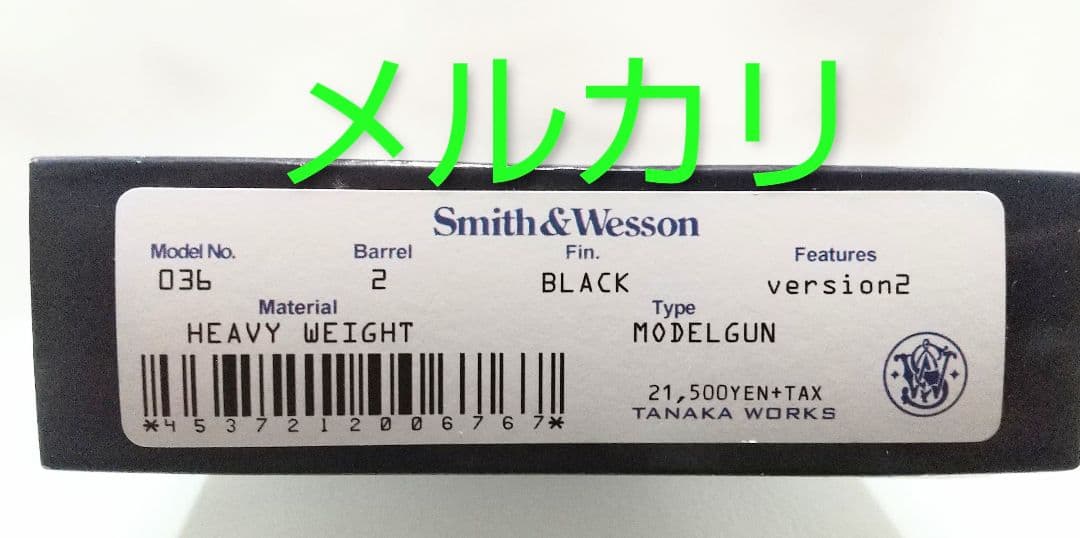 メルカリ
Smith&Wesson
Model No. Barrel Fin. Features
036 2 BLACK version2
Material Type
HEAVY WEIGHT MODELGUN
21,500YEN+TAX
TANAKA WORKS
*4537212006767*